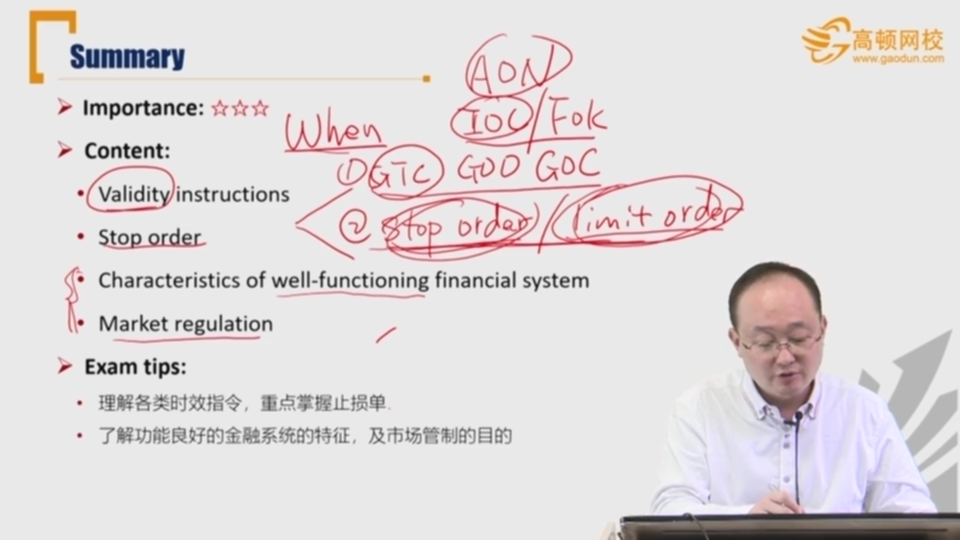 Summary
高顿网校
www.gaodun.com
AON
Importance: ☆☆☆
When
IOC/Fok
Content:
① GTC GOD GOC
Validity instructions
② stop order/limit order
Stop order
Characteristics of well-functioning financial system
Market regulation
Exam tips:
理解各类时效指令，重点掌握止损单.
了解功能良好的金融系统的特征，及市场管制的目的